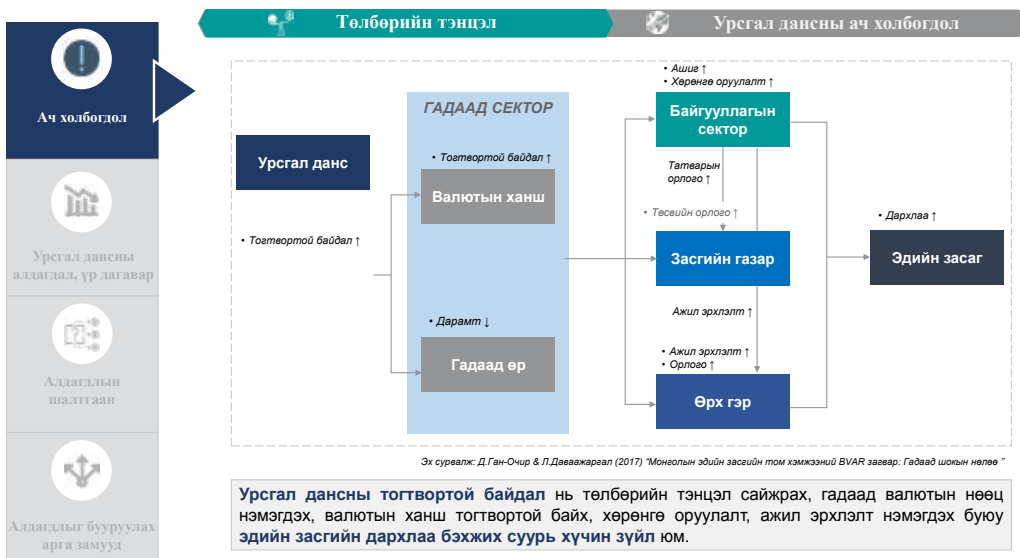 Төлбөрийн тэнцэл
Урсгал дансны ач холбогдол
Ач холбогдол
Урсгал дансны
алдагдал, үр дагавар
Алдагдлын
шалтгаан
Алдагдлыг бууруулах
арга замууд
Урсгал данс
• Тогтвортой байдал ↑
ГАДААД СЕКТОР
• Тогтвортой байдал ↑
Валютын ханш
• Дарамт ↓
Гадаад өр
• Ашиг ↑
• Хөрөнгө оруулалт ↑
Байгууллагын
сектор
Татварын
орлого ↑
• Төсвийн орлого ↑
Засгийн газар
Ажил эрхлэлт ↑
• Ажил эрхлэлт ↑
• Орлого ↑
Өрх гэр
• Дархлаа ↑
Эдийн засаг
Эх сурвалж: Д.Ган-Очир & Л.Даваажаргал (2017) “Монголын эдийн засгийн том хэмжээний BVAR загвар: Гадаад шокын нөлөө ”
Урсгал дансны тогтвортой байдал нь төлбөрийн тэнцэл сайжрах, гадаад валютын нөөц
нэмэгдэх, валютын ханш тогтвортой байх, хөрөнгө оруулалт, ажил эрхлэлт нэмэгдэх буюу
эдийн засгийн дархлаа бэхжих суурь хүчин зүйл юм.